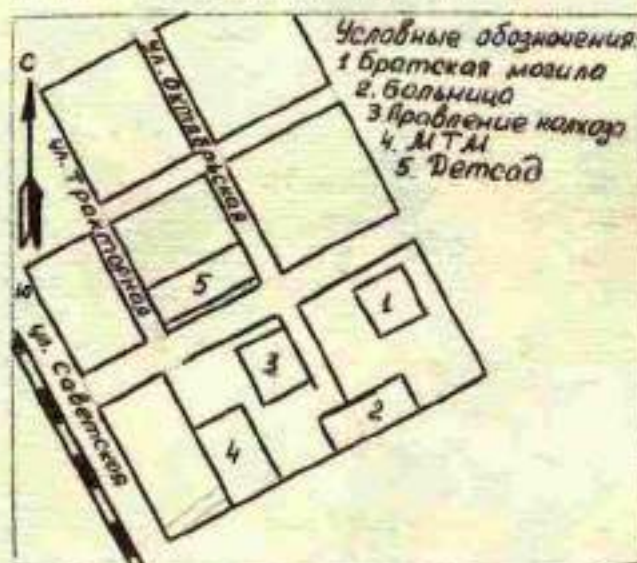 Условные обозначения:
1 Братская могила
2. Больница
3 Правление колхоза
4. МТМ
5. Детсад
С
ул. Октябрьская
ул. Тракторная
ул. Советская
Ю
1
2
3
4
5